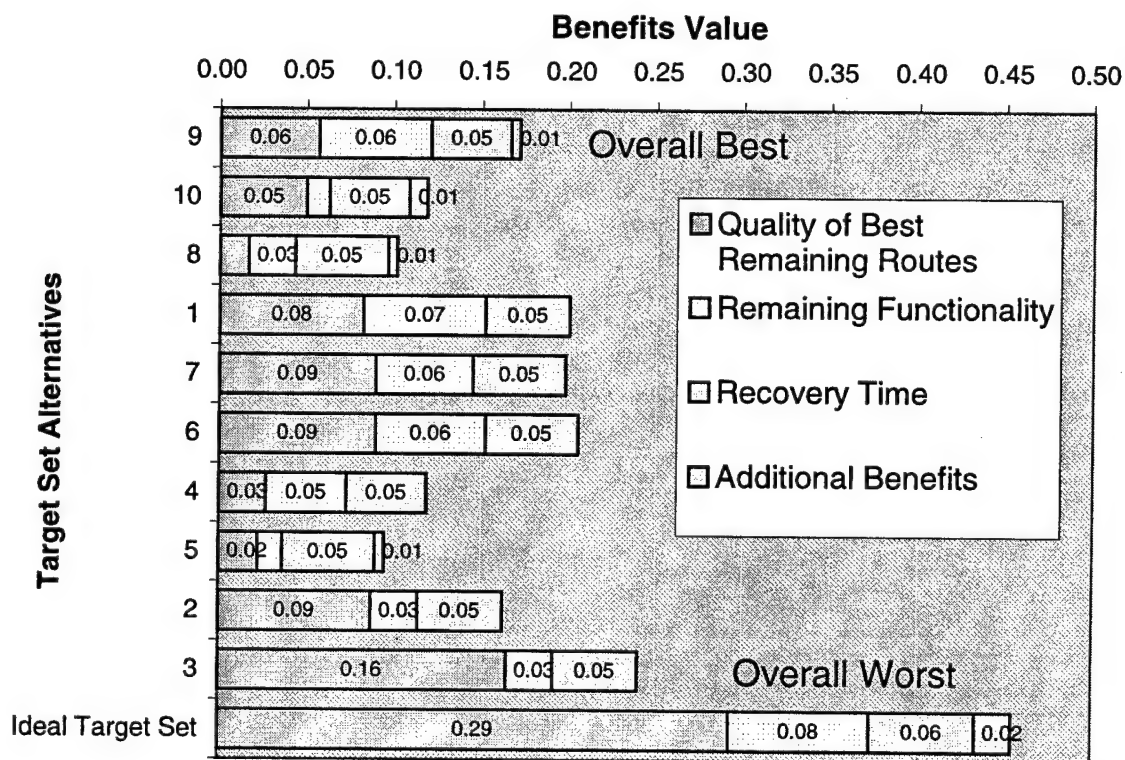 Benefits Value
0.00 0.05 0.10 0.15 0.20 0.25 0.30 0.35 0.40 0.45 0.50
Target Set Alternatives
9 0.06 0.06 0.05 0.01 Overall Best
10 0.05 0.05 0.01
8 0.03 0.05 0.01
1 0.08 0.07 0.05
7 0.09 0.06 0.05
6 0.09 0.06 0.05
4 0.03 0.05 0.05
5 0.02 0.05 0.01
2 0.09 0.03 0.05
3 0.16 0.03 0.05 Overall Worst
Ideal Target Set 0.29 0.08 0.06 0.02
Quality of Best
Remaining Routes
Remaining Functionality
Recovery Time
Additional Benefits